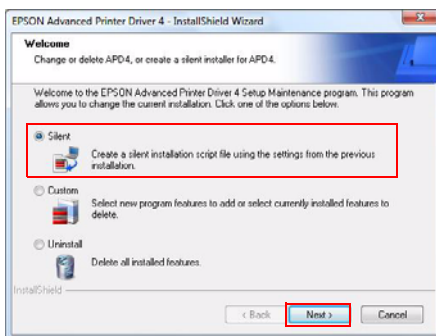 EPSON Advanced Printer Driver 4 - InstallShield Wizard
Welcome
Change or delete APD4, or create a silent installer for APD4.
Welcome to the EPSON Advanced Printer Driver 4 Setup Maintenance program. This program
allows you to change the current installation. Click one of the options below.
Silent
Create a silent installation script file using the settings from the previous
installation.
Custom
Select new program features to add or select currently installed features to
delete.
Uninstall
Delete all installed features.
InstallShield
< Back Next > Cancel